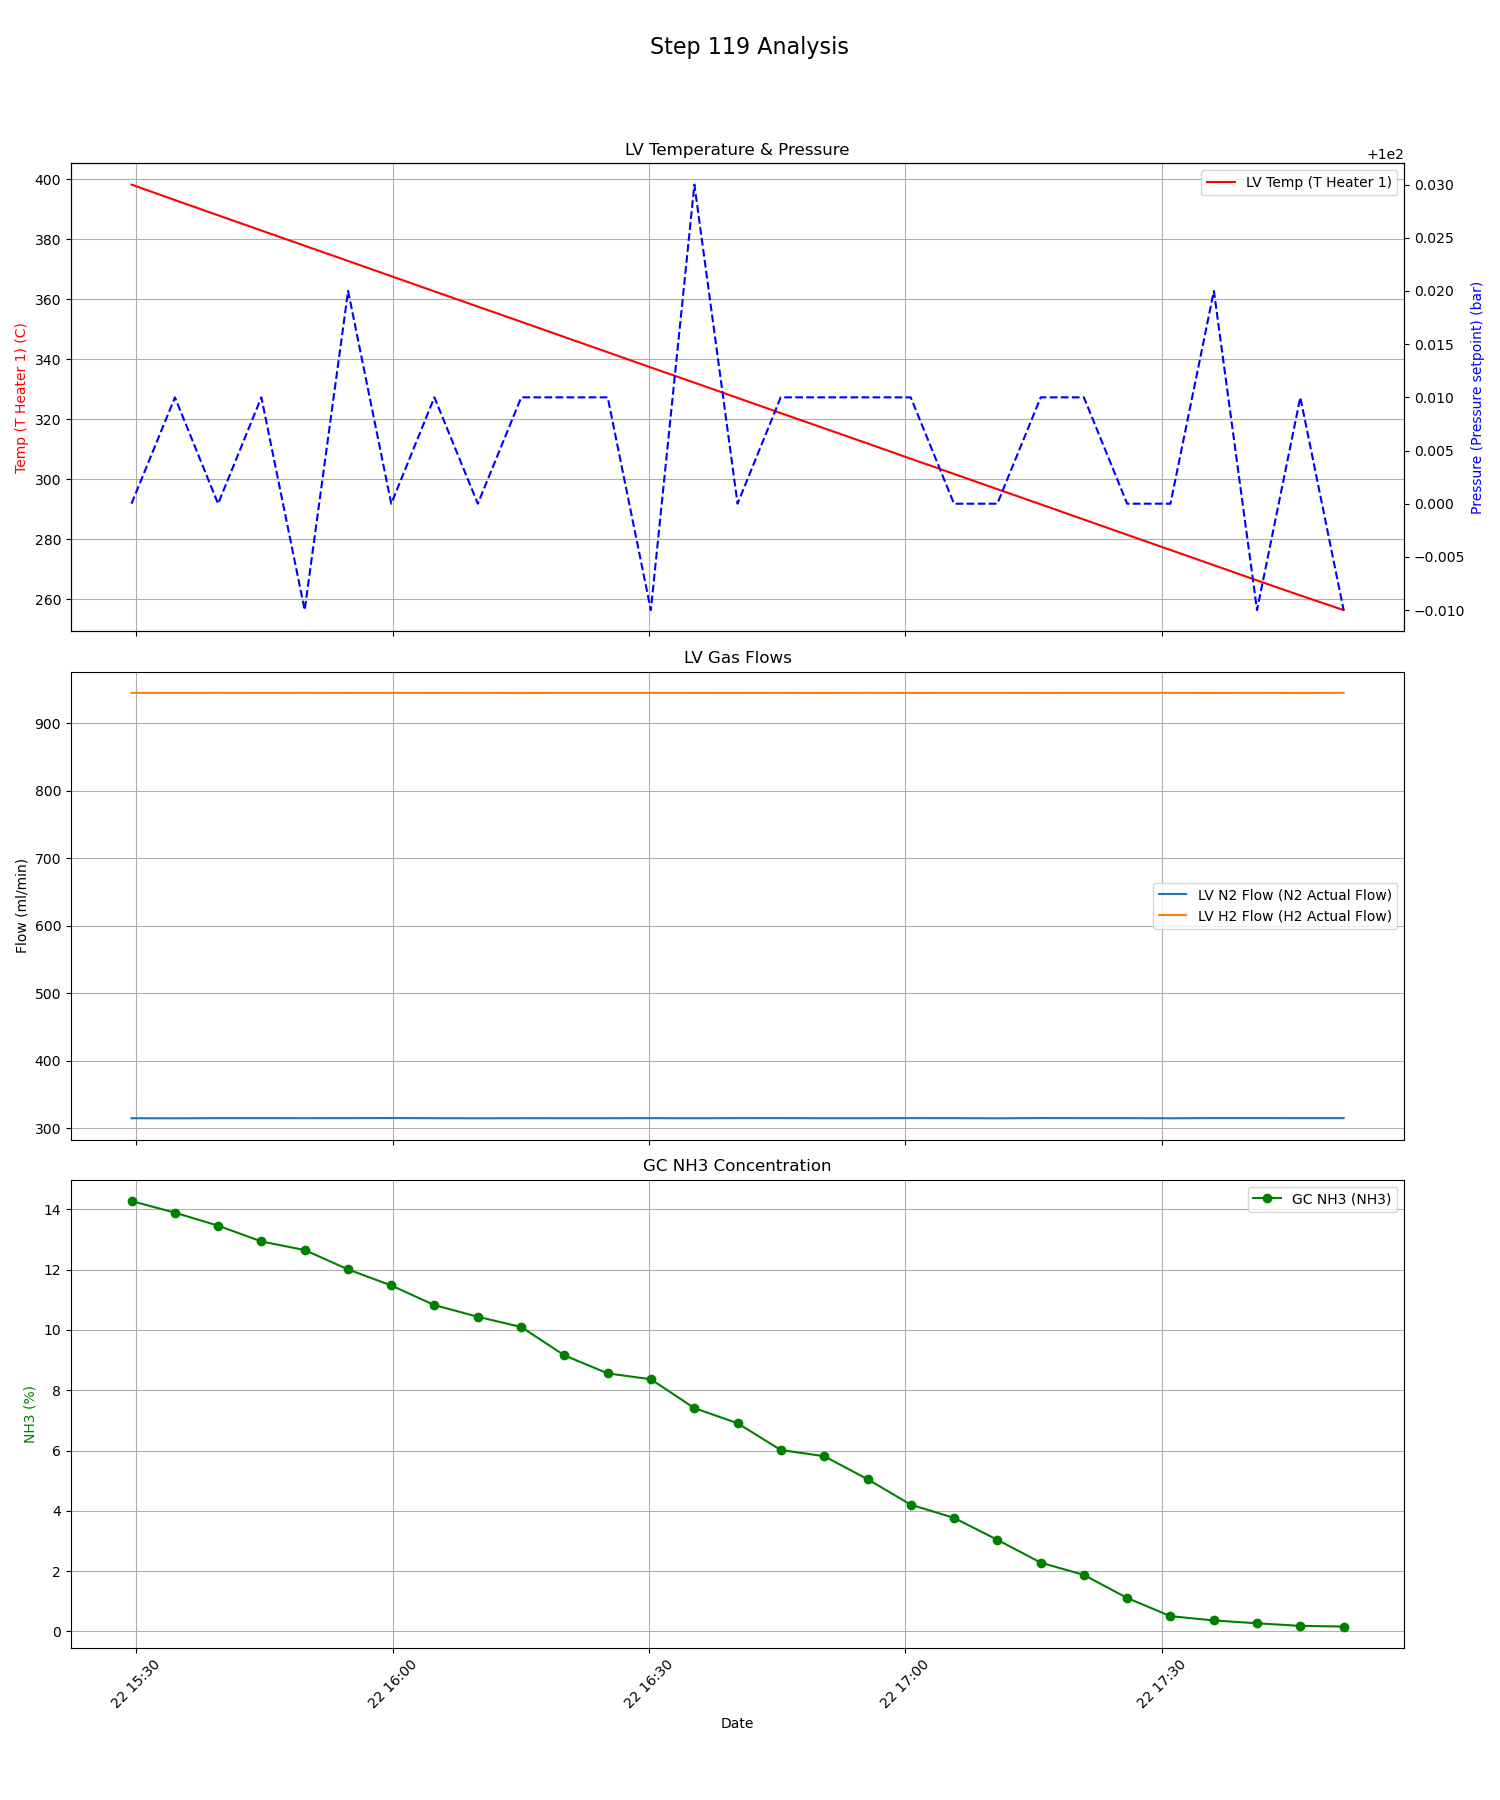 Step 119 Analysis
LV Temperature & Pressure
+1e2
400
380
360
340
320
300
280
260
Temp (T Heater 1) (C)
LV Temp (T Heater 1)
0.030
0.025
0.020
0.015
0.010
0.005
0.000
−0.005
−0.010
Pressure (Pressure setpoint) (bar)
LV Gas Flows
900
800
700
600
500
400
300
Flow (ml/min)
LV N2 Flow (N2 Actual Flow)
LV H2 Flow (H2 Actual Flow)
GC NH3 Concentration
14
12
10
8
6
4
2
0
NH3 (%)
GC NH3 (NH3)
22 15:30
22 16:00
22 16:30
22 17:00
22 17:30
Date